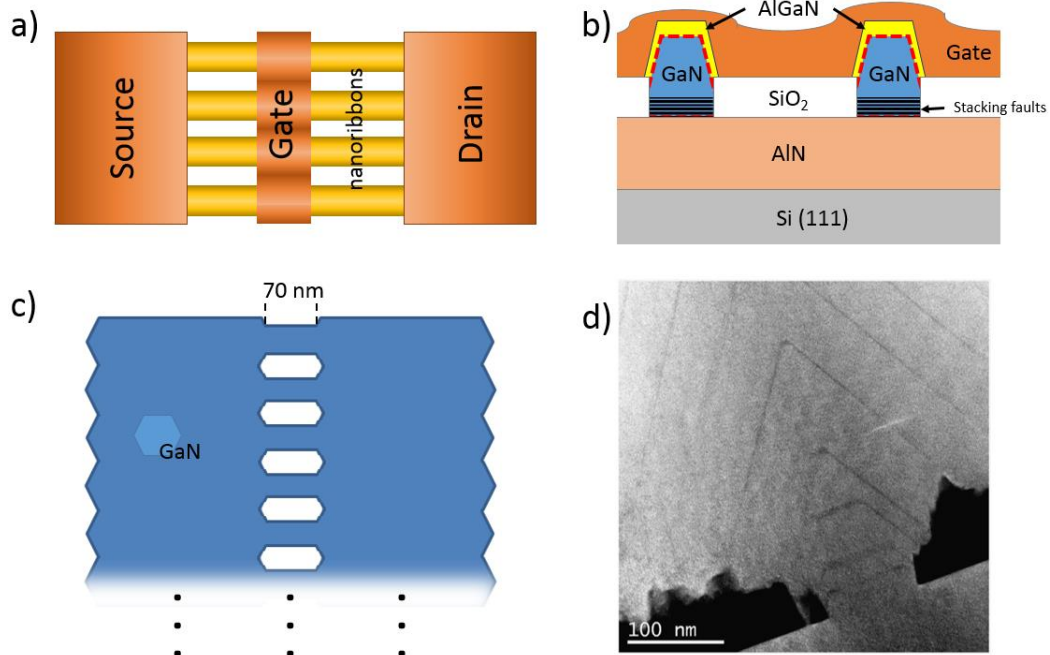 a)
Source
Gate
nanoribbons
Drain
b)
AlGaN
GaN
GaN
Gate
SiO₂
Stacking faults
AlN
Si (111)
c)
70 nm
GaN
d)
100 nm